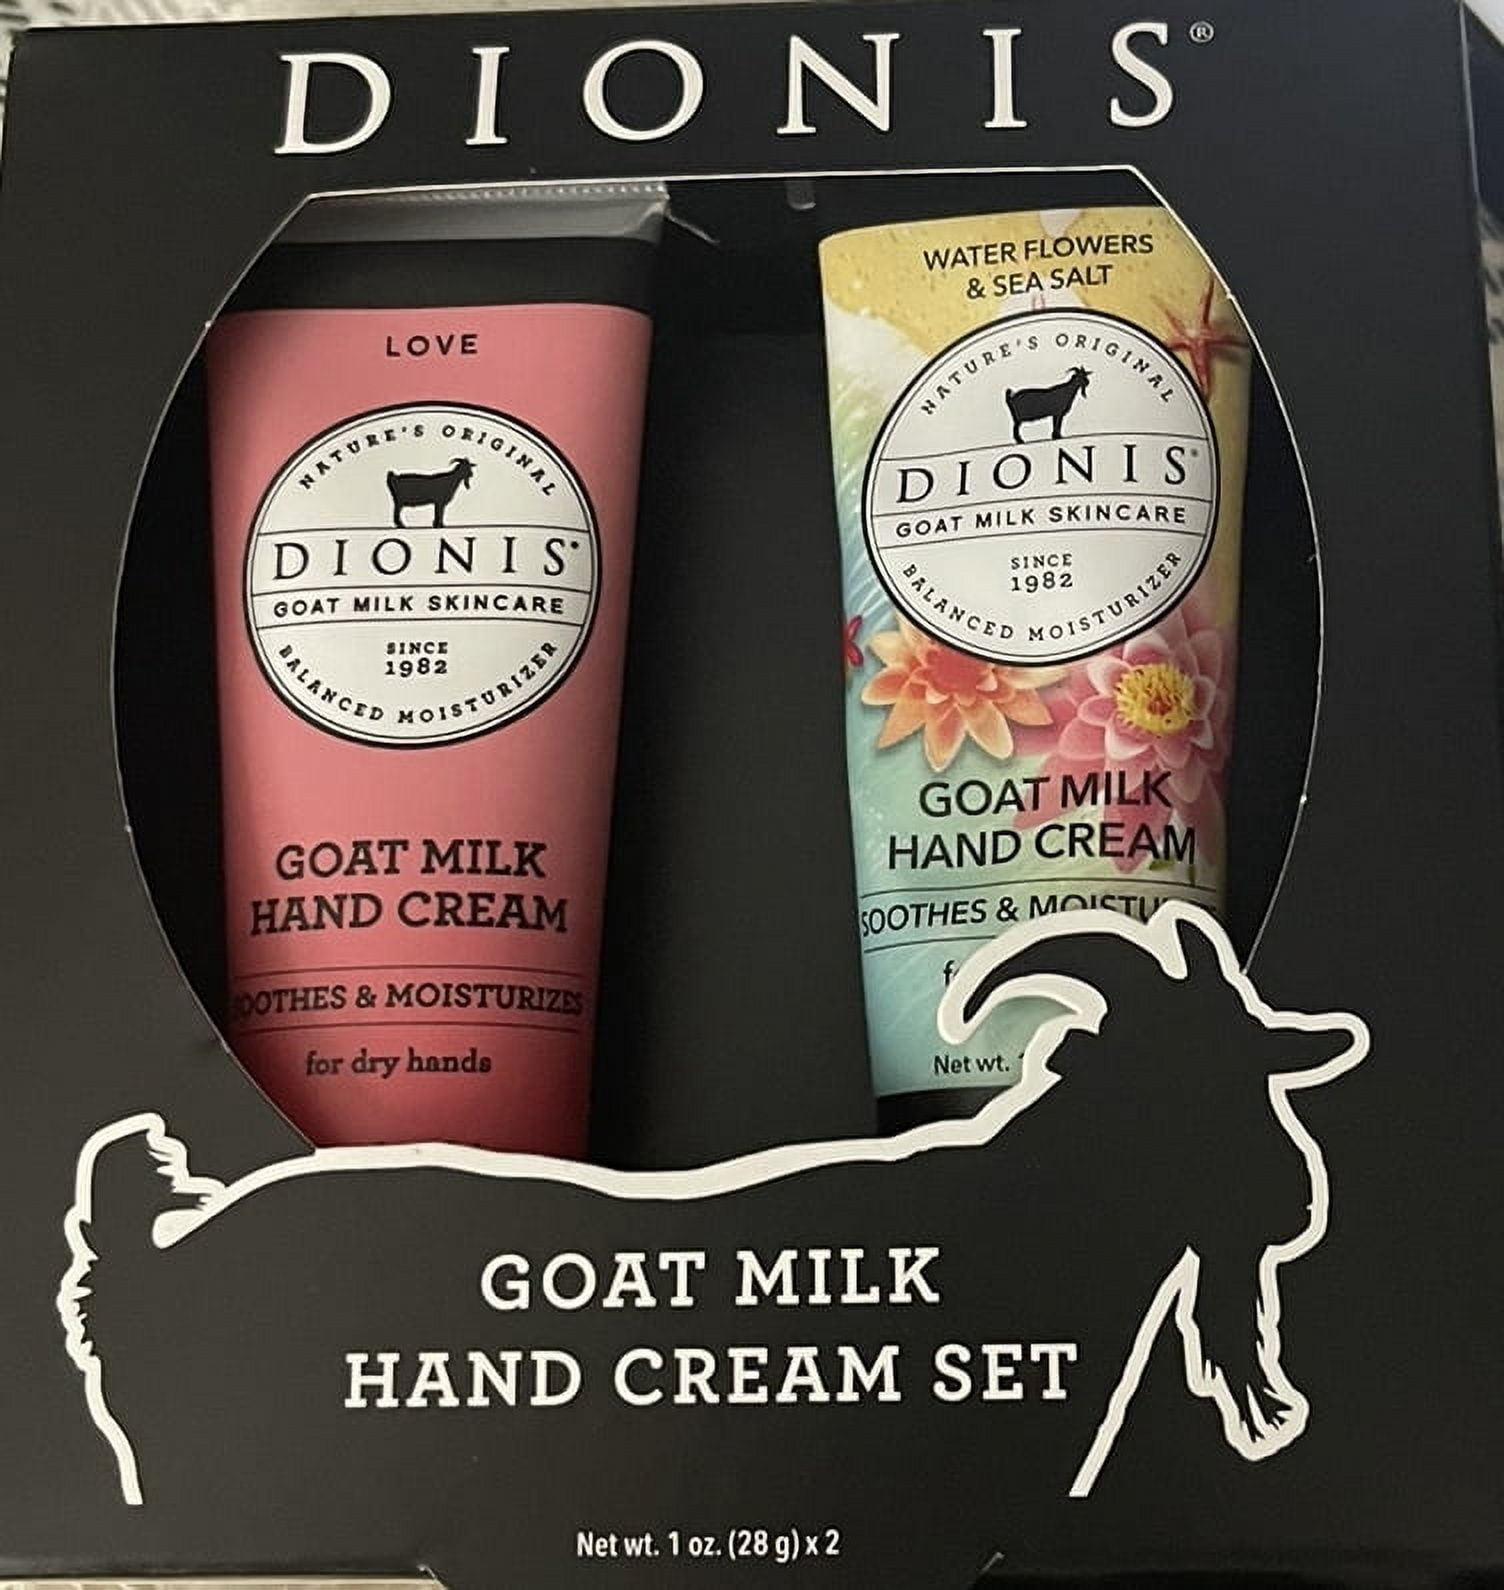 DIONIS®
LOVE
NATURE'S ORIGINAL
DIONIS
GOAT MILK SKINCARE
SINCE
1982
BALANCED MOISTURIZER
GOAT MILK
HAND CREAM
SOOTHES & MOISTURIZES
for dry hands
WATER FLOWERS
& SEA SALT
NATURE'S ORIGINAL
DIONIS
GOAT MILK SKINCARE
SINCE
1982
BALANCED MOISTURIZER
GOAT MILK
HAND CREAM
SOOTHES &
Net wt.
GOAT MILK
HAND CREAM SET
Net wt. 1 oz. (28 g) x 2